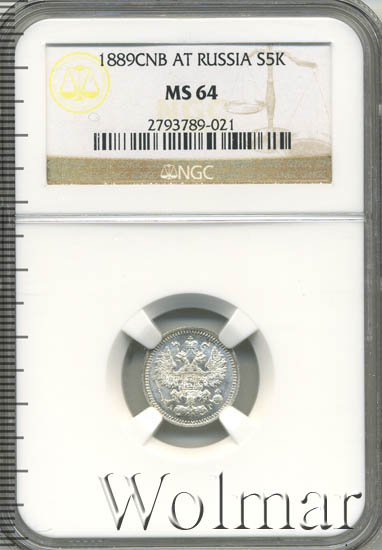 1889CNB AT RUSSIA S5K
MS 64
2793789-021
NGC
Wolmar